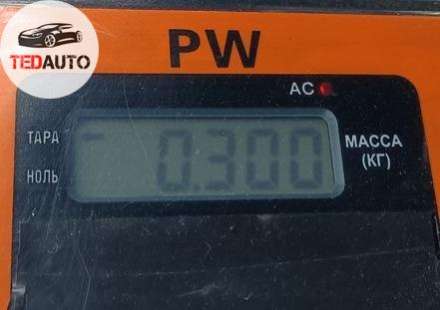 TEDAUTO
PW
AC
ТАРА
НОЛЬ
0.300
МАССА
(КГ)